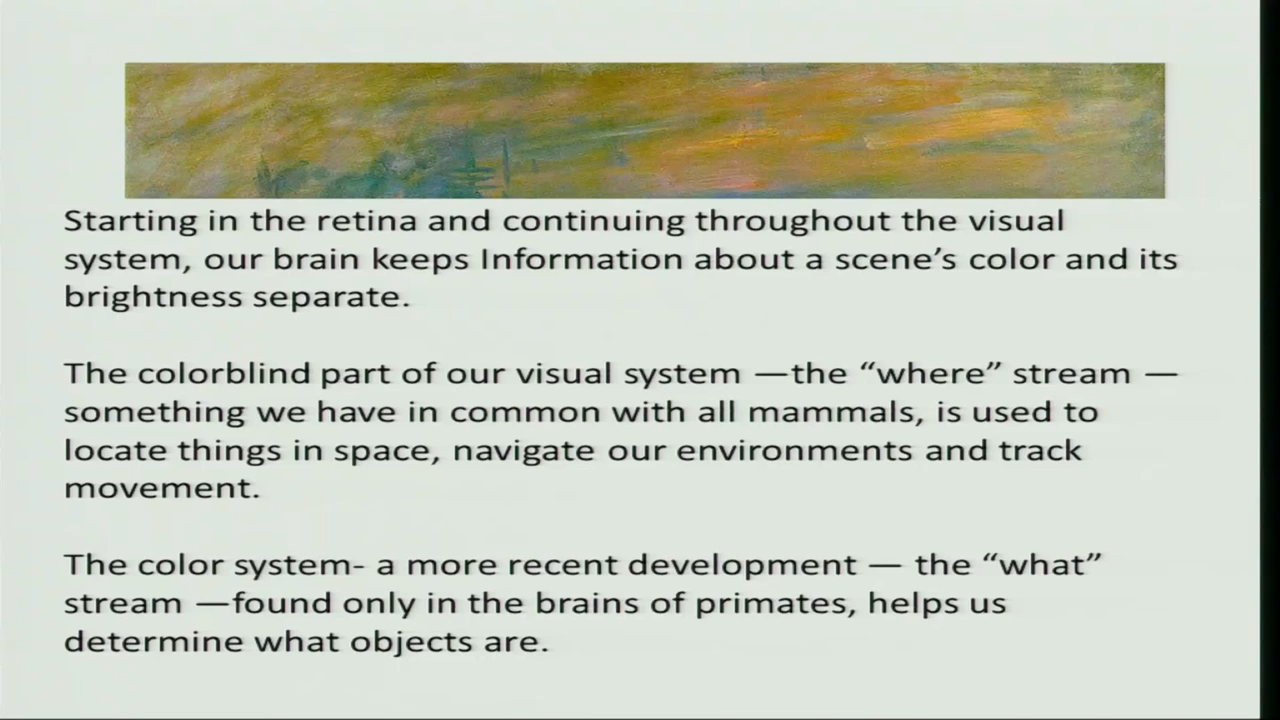 Starting in the retina and continuing throughout the visual
system, our brain keeps Information about a scene’s color and its
brightness separate.
The colorblind part of our visual system —the “where” stream —
something we have in common with all mammals, is used to
locate things in space, navigate our environments and track
movement.
The color system- a more recent development — the “what”
stream —found only in the brains of primates, helps us
determine what objects are.